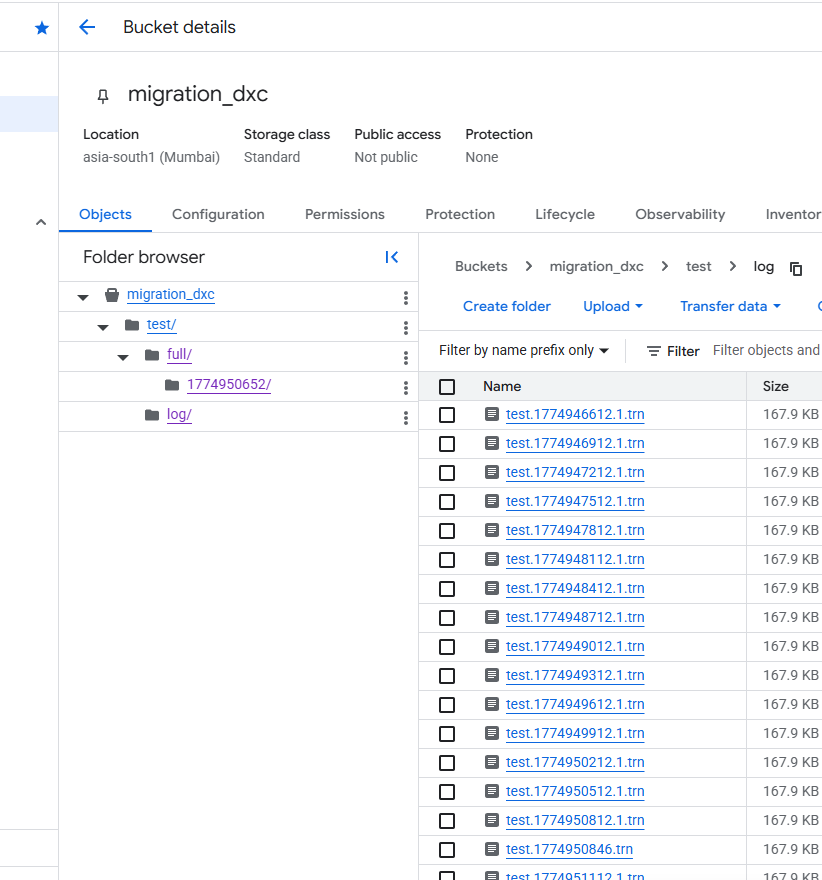 Bucket details
migration_dxc
Location Storage class Public access Protection
asia-south1 (Mumbai) Standard Not public None
Objects Configuration Permissions Protection Lifecycle Observability Inventor
Folder browser
migration_dxc
test/
full/
1774950652/
log/
Buckets migration_dxc test log
Create folder Upload Transfer data
Filter by name prefix only Filter Filter objects and
Name Size
test.1774946612.1.trn 167.9 KB
test.1774946912.1.trn 167.9 KB
test.1774947212.1.trn 167.9 KB
test.1774947512.1.trn 167.9 KB
test.1774947812.1.trn 167.9 KB
test.1774948112.1.trn 167.9 KB
test.1774948412.1.trn 167.9 KB
test.1774948712.1.trn 167.9 KB
test.1774949012.1.trn 167.9 KB
test.1774949312.1.trn 167.9 KB
test.1774949612.1.trn 167.9 KB
test.1774949912.1.trn 167.9 KB
test.1774950212.1.trn 167.9 KB
test.1774950512.1.trn 167.9 KB
test.1774950812.1.trn 167.9 KB
test.1774950846.trn 167.9 KB
test.1774951112.1.trn 167.9 KB